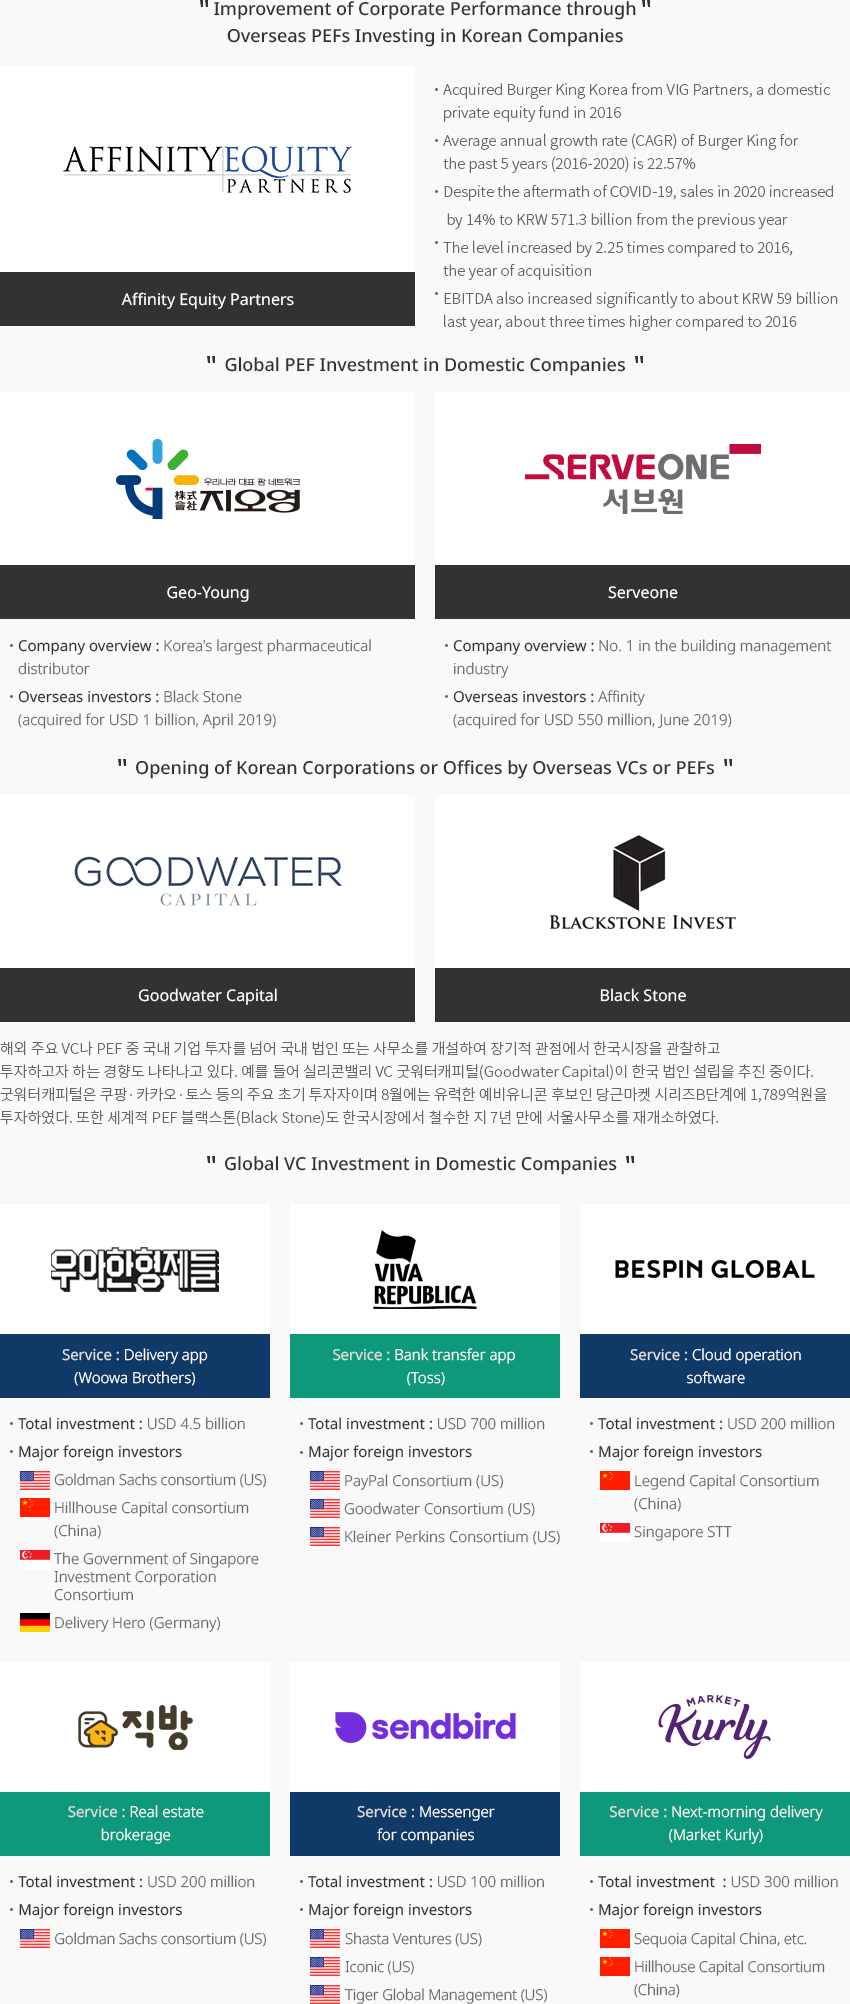 " Improvement of Corporate Performance through "
Overseas PEFs Investing in Korean Companies
AFFINITY EQUITY
PARTNERS
Affinity Equity Partners
· Acquired Burger King Korea from VIG Partners, a domestic
private equity fund in 2016
· Average annual growth rate (CAGR) of Burger King for
the past 5 years (2016-2020) is 22.57%
· Despite the aftermath of COVID-19, sales in 2020 increased
by 14% to KRW 571.3 billion from the previous year
· The level increased by 2.25 times compared to 2016,
the year of acquisition
· EBITDA also increased significantly to about KRW 59 billion
last year, about three times higher compared to 2016
" Global PEF Investment in Domestic Companies "
우리나라 대표 팜 네트워크
株式會社 지오영
Geo-Young
· Company overview : Korea's largest pharmaceutical
distributor
· Overseas investors : Black Stone
(acquired for USD 1 billion, April 2019)
SERVEONE
서브원
Serveone
· Company overview : No. 1 in the building management
industry
· Overseas investors : Affinity
(acquired for USD 550 million, June 2019)
" Opening of Korean Corporations or Offices by Overseas VCs or PEFs "
GOODWATER
CAPITAL
Goodwater Capital
BLACKSTONE INVEST
Black Stone
해외 주요 VC나 PEF 중 국내 기업 투자를 넘어 국내 법인 또는 사무소를 개설하여 장기적 관점에서 한국시장을 관찰하고
투자하고자 하는 경향도 나타나고 있다. 예를 들어 실리콘밸리 VC 굿워터캐피털(Goodwater Capital)이 한국 법인 설립을 추진 중이다.
굿워터캐피털은 쿠팡·카카오·토스 등의 주요 초기 투자자이며 8월에는 유력한 예비유니콘 후보인 당근마켓 시리즈B단계에 1,789억원을
투자하였다. 또한 세계적 PEF 블랙스톤(Black Stone)도 한국시장에서 철수한 지 7년 만에 서울사무소를 재개소하였다.
" Global VC Investment in Domestic Companies "
우아한형제들
Service : Delivery app
(Woowa Brothers)
· Total investment : USD 4.5 billion
· Major foreign investors
Goldman Sachs consortium (US)
Hillhouse Capital consortium
(China)
The Government of Singapore
Investment Corporation
Consortium
Delivery Hero (Germany)
VIVA
REPUBLICA
Service : Bank transfer app
(Toss)
· Total investment : USD 700 million
· Major foreign investors
PayPal Consortium (US)
Goodwater Consortium (US)
Kleiner Perkins Consortium (US)
BESPIN GLOBAL
Service : Cloud operation
software
· Total investment : USD 200 million
· Major foreign investors
Legend Capital Consortium
(China)
Singapore STT
직방
Service : Real estate
brokerage
· Total investment : USD 200 million
· Major foreign investors
Goldman Sachs consortium (US)
sendbird
Service : Messenger
for companies
· Total investment : USD 100 million
· Major foreign investors
Shasta Ventures (US)
Iconic (US)
Tiger Global Management (US)
MARKET
Kurly
Service : Next-morning delivery
(Market Kurly)
· Total investment : USD 300 million
· Major foreign investors
Sequoia Capital China, etc.
Hillhouse Capital Consortium
(China)